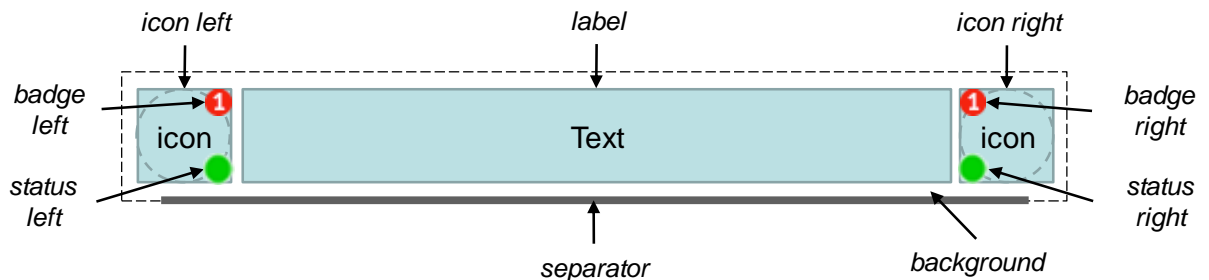 icon left
label
icon right
badge
left
1
icon
Text
1
icon
badge
right
status
left
status
right
separator
background